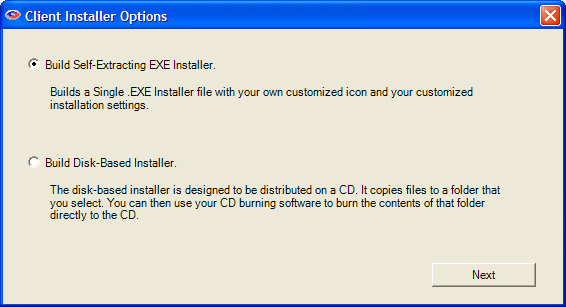 Client Installer Options
Build Self-Extracting EXE Installer.
Builds a Single .EXE Installer file with your own customized icon and your customized
installation settings.
Build Disk-Based Installer.
The disk-based installer is designed to be distributed on a CD. It copies files to a folder that
you select. You can then use your CD burning software to burn the contents of that folder
directly to the CD.
Next